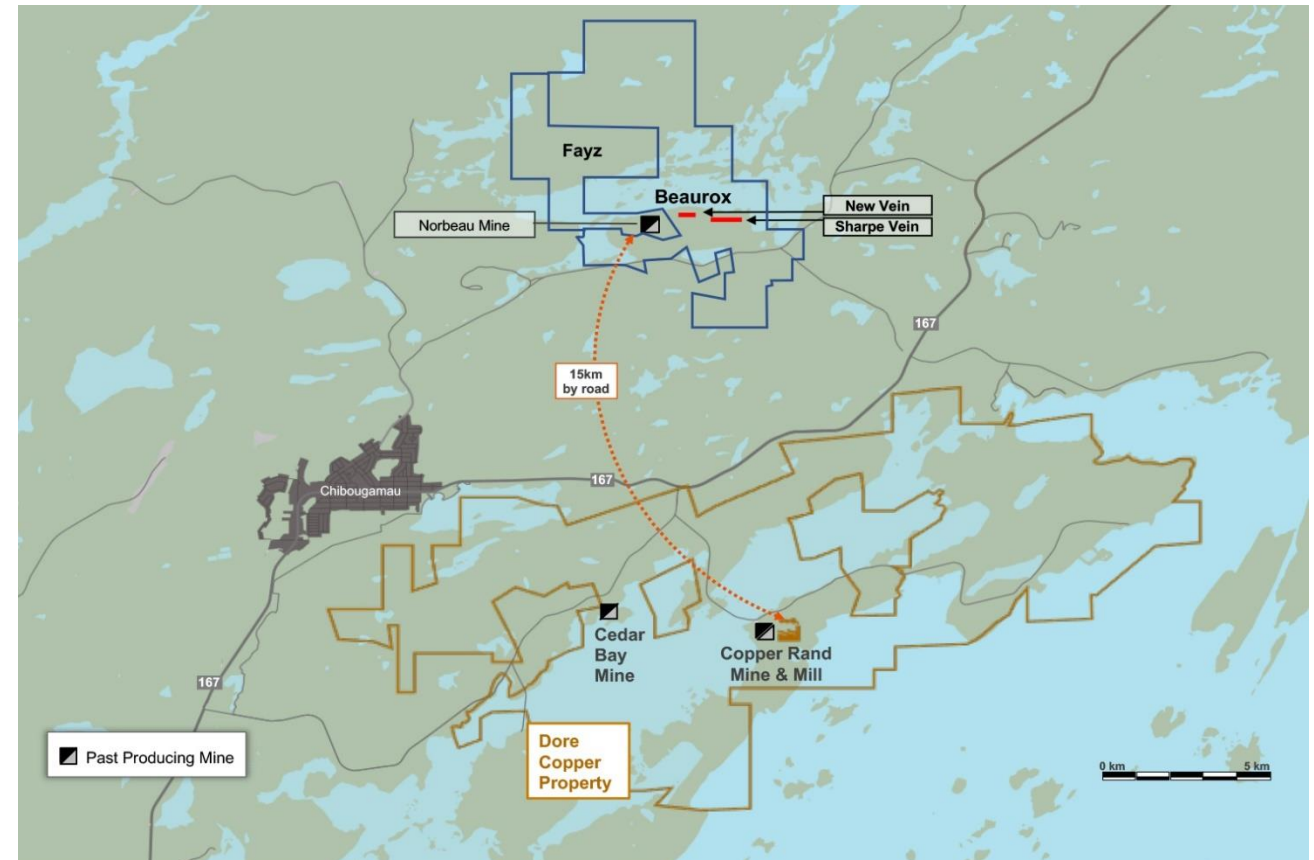 Fayz
Beaurox
New Vein
Sharpe Vein
Norbeau Mine
167
15km
by road
167
Chibougamau
Cedar
Bay
Mine
Copper Rand
Mine & Mill
167
Past Producing Mine
Dore
Copper
Property
0 km
5 km